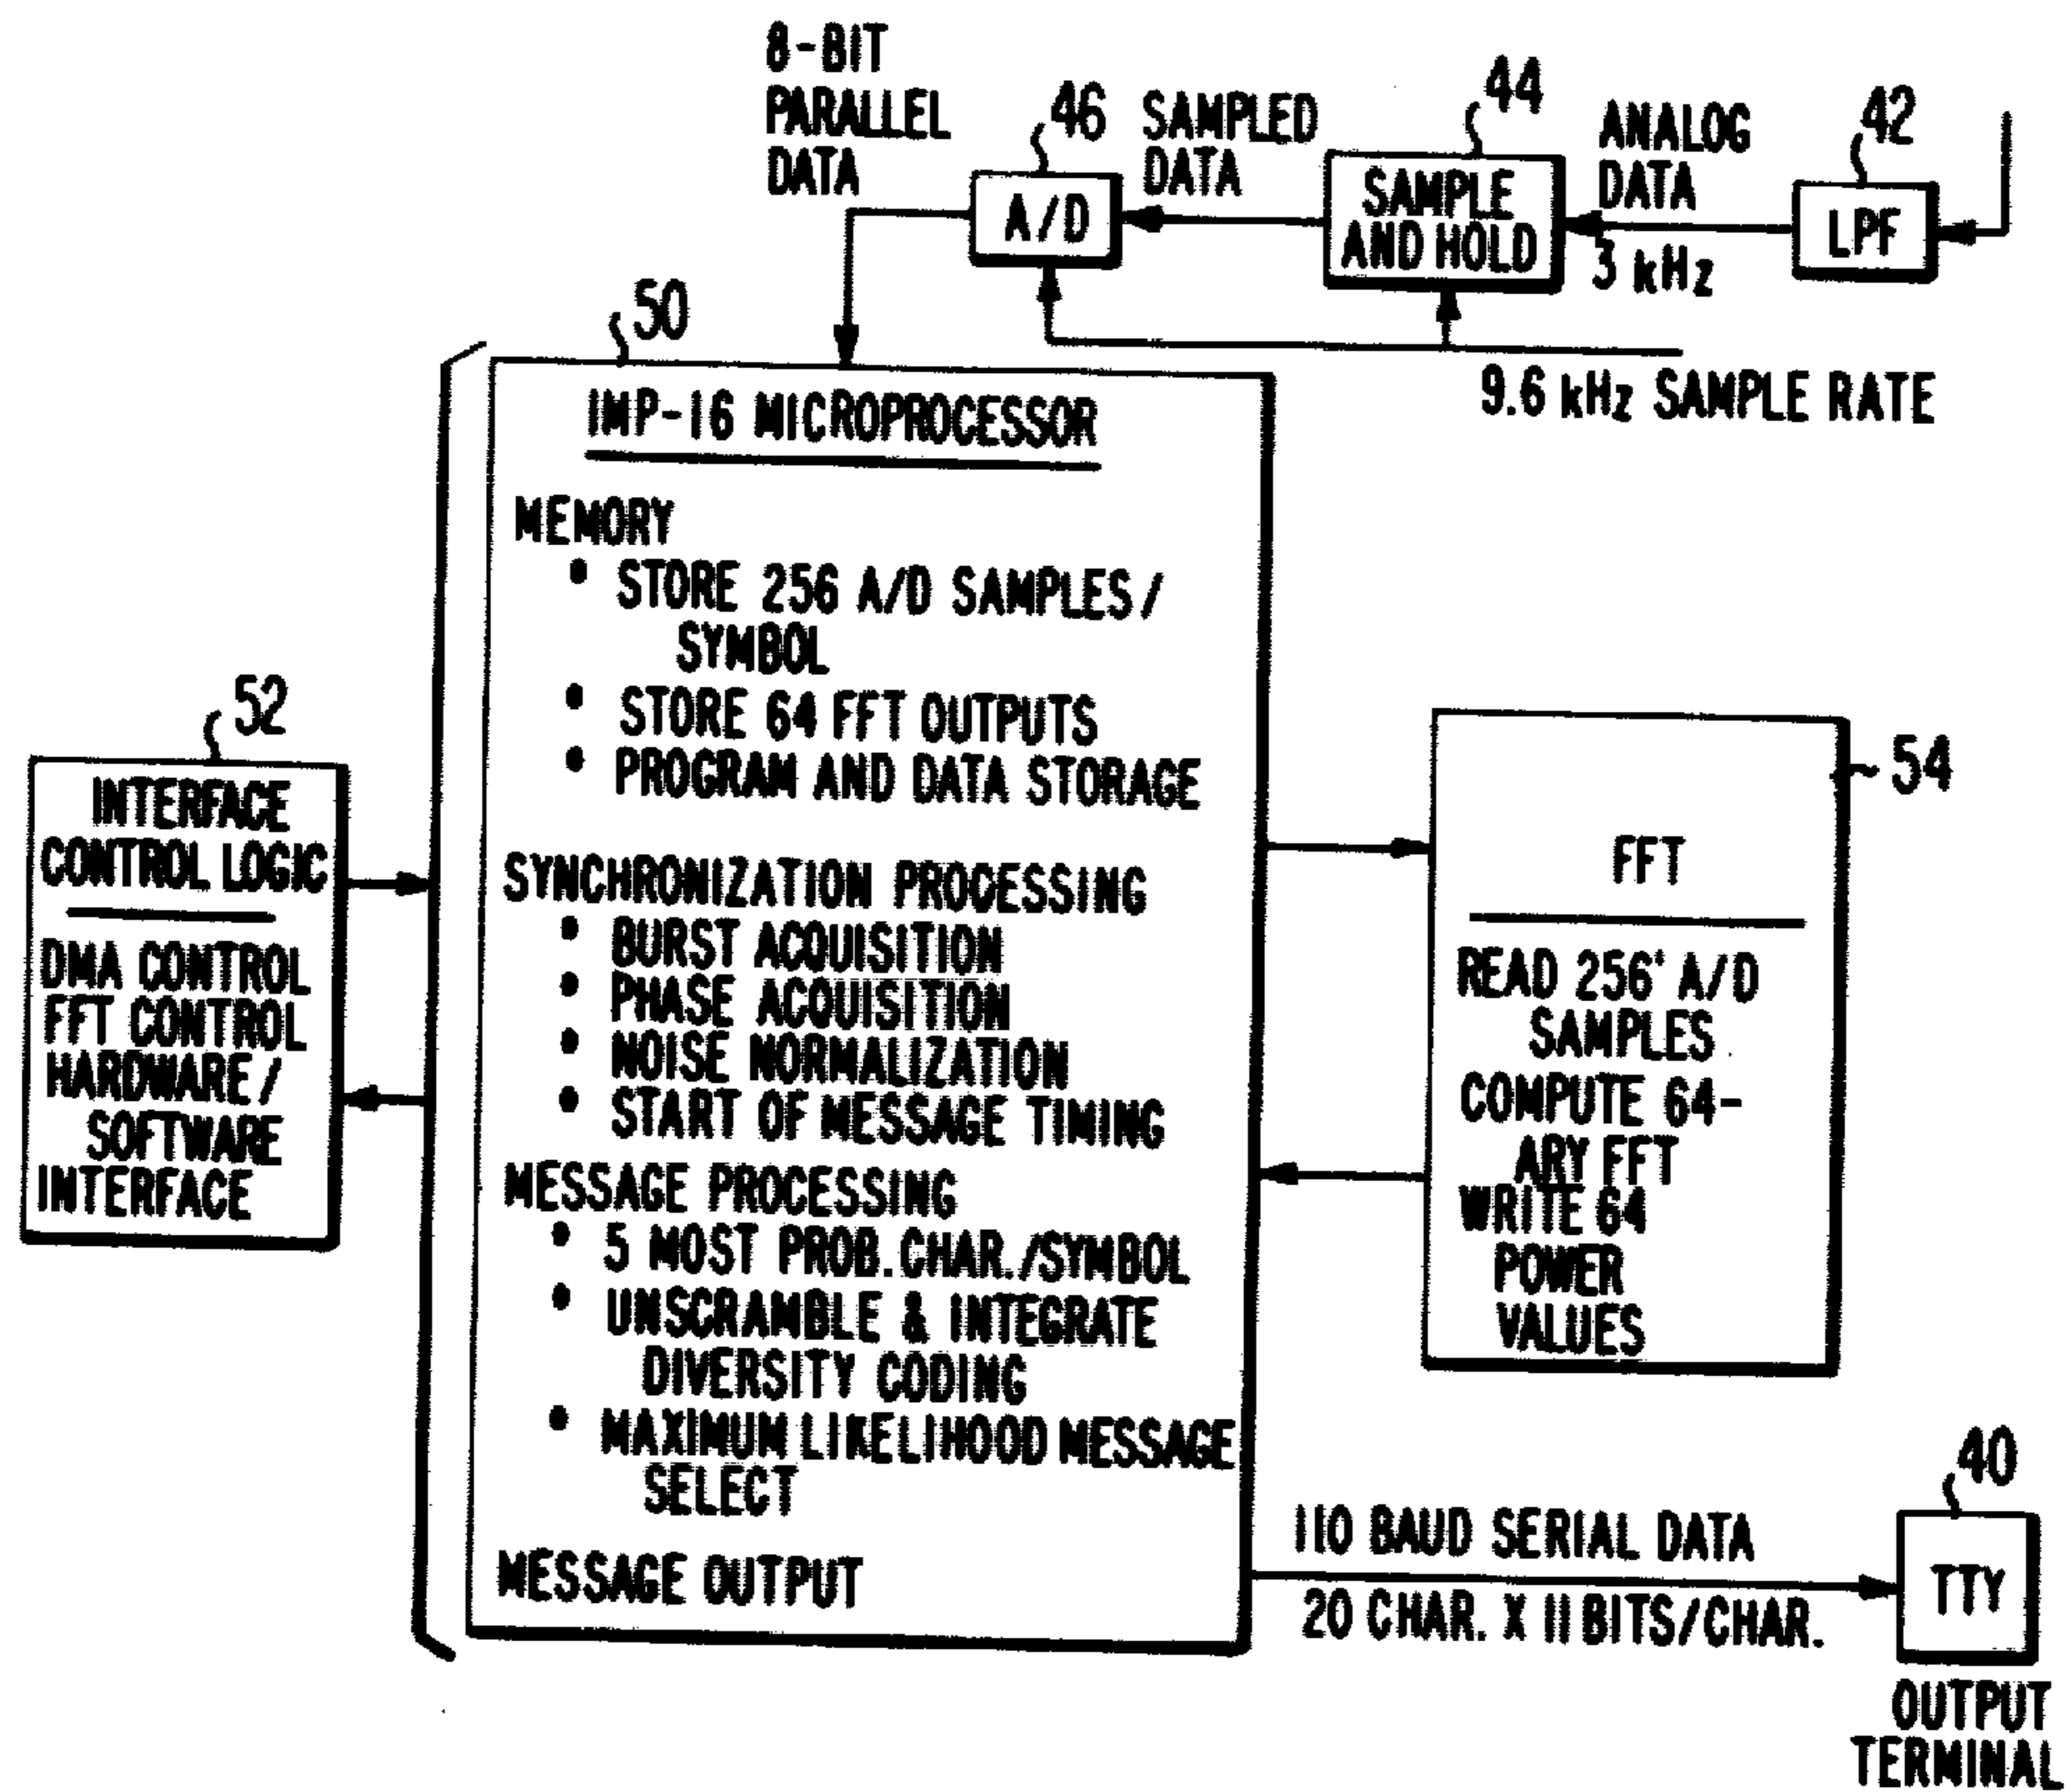 8-BIT
PARALLEL
DATA
46
SAMPLED
DATA
44
ANALOG
DATA
42
A/D
SAMPLE
AND HOLD
3 kHz
LPF
9.6 kHz SAMPLE RATE
50
IMP-16 MICROPROCESSOR
MEMORY
• STORE 256 A/D SAMPLES/
SYMBOL
• STORE 64 FFT OUTPUTS
• PROGRAM AND DATA STORAGE
SYNCHRONIZATION PROCESSING
• BURST ACQUISITION
• PHASE ACQUISITION
• NOISE NORMALIZATION
• START OF MESSAGE TIMING
MESSAGE PROCESSING
• 5 MOST PROB. CHAR./SYMBOL
• UNSCRAMBLE & INTEGRATE
DIVERSITY CODING
• MAXIMUM LIKELIHOOD MESSAGE
SELECT
MESSAGE OUTPUT
52
INTERFACE
CONTROL LOGIC
DMA CONTROL
FFT CONTROL
HARDWARE/
SOFTWARE
INTERFACE
54
FFT
READ 256 A/D
SAMPLES
COMPUTE 64-
ARY FFT
WRITE 64
POWER
VALUES
110 BAUD SERIAL DATA
20 CHAR. X 11 BITS/CHAR.
40
TTY
OUTPUT
TERMINAL